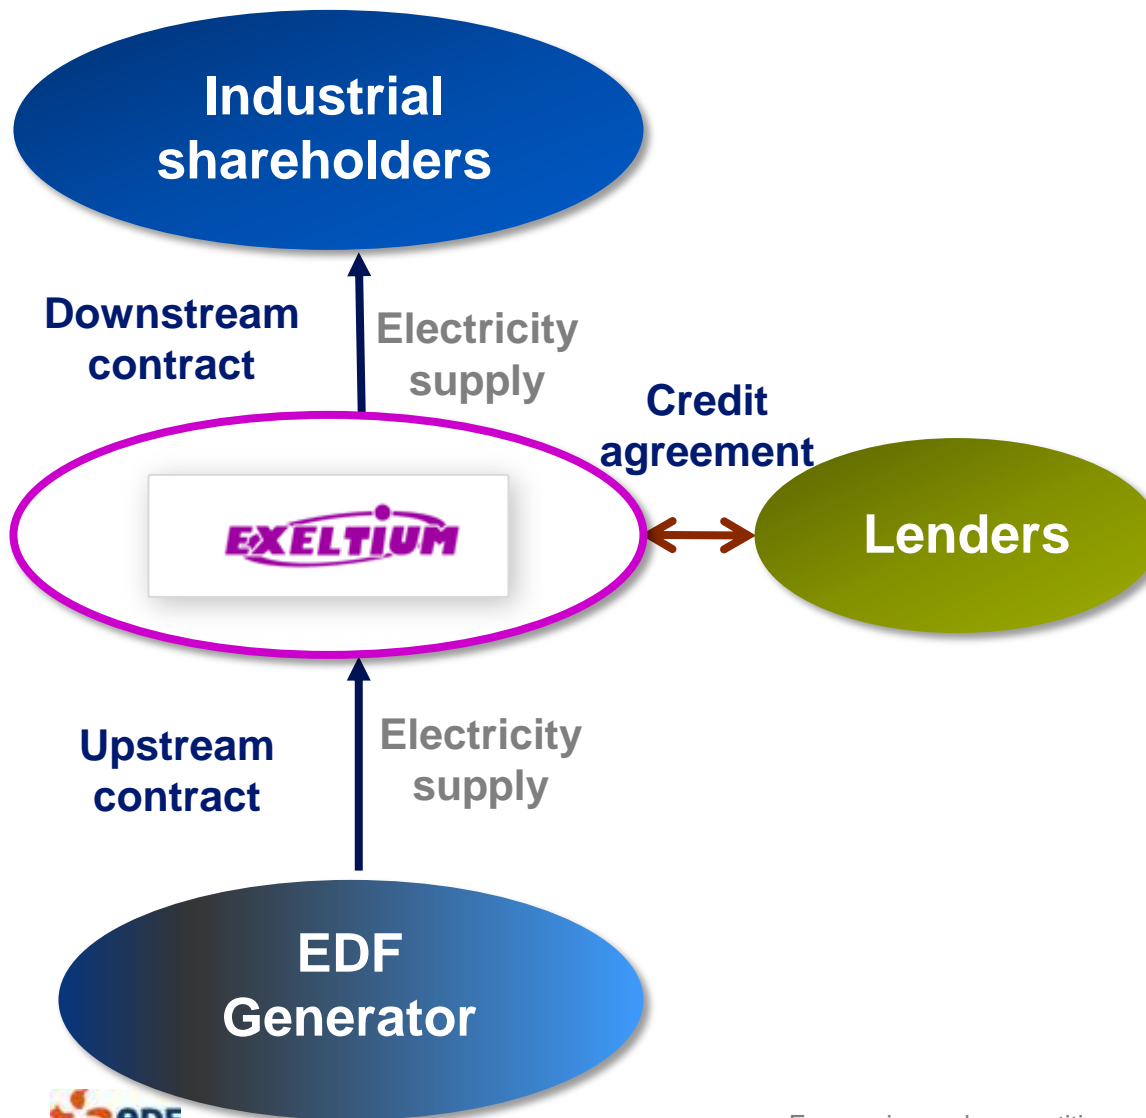 Industrial
shareholders
Downstream
contract
Electricity
supply
Credit
agreement
EXELTIUM
Lenders
Upstream
contract
Electricity
supply
EDF
Generator